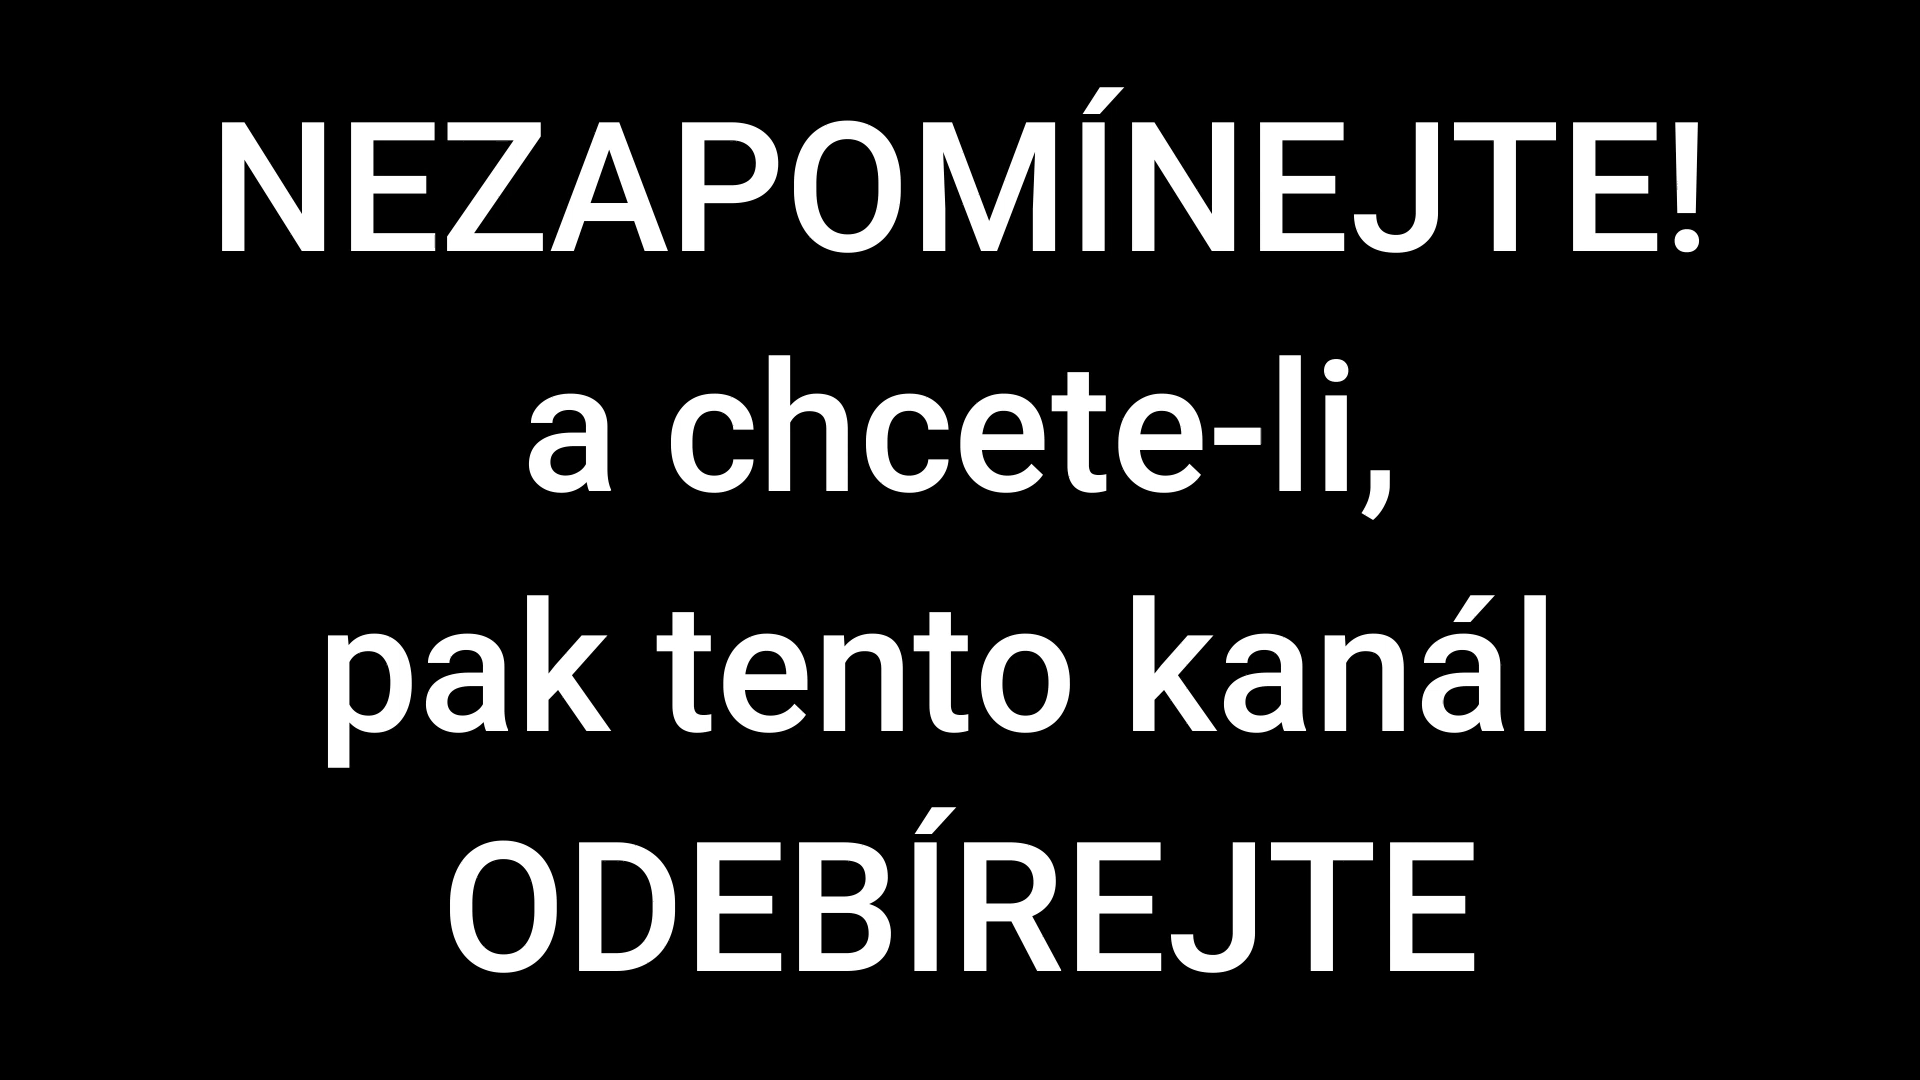 NEZAPOMÍNEJTE!
a chcete-li,
pak tento kanál
ODEBÍREJTE